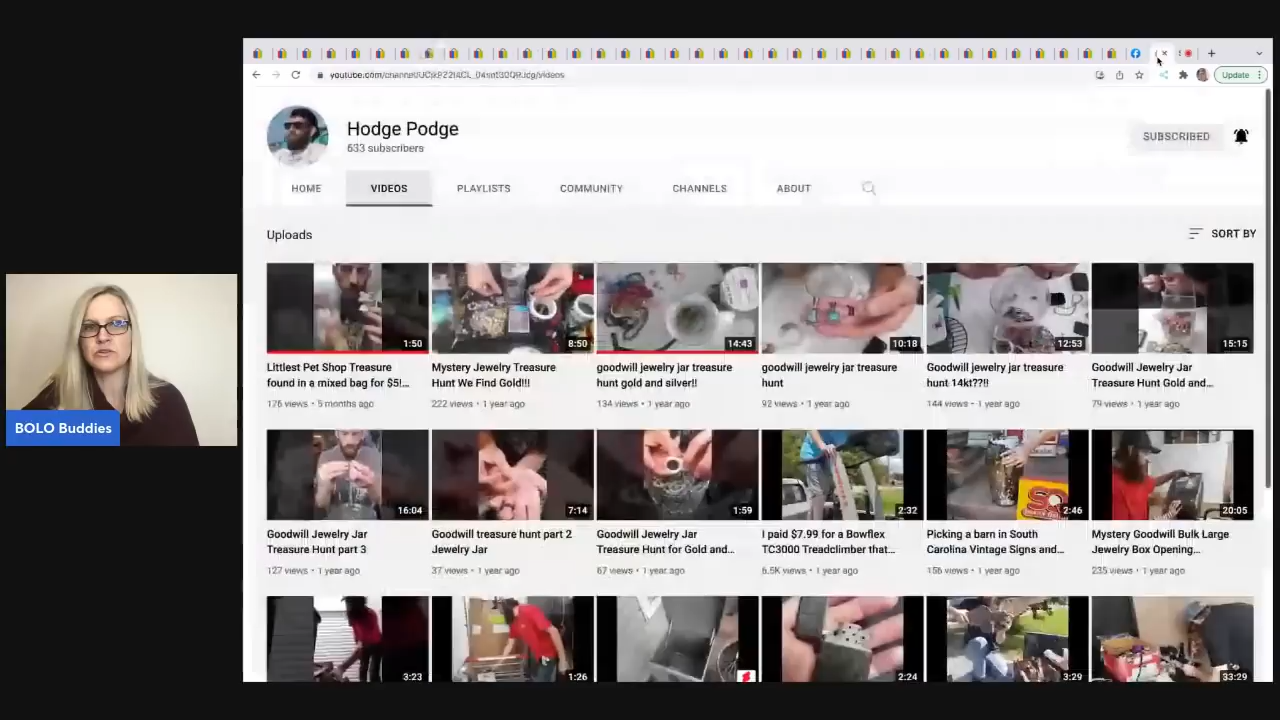 Update
Hodge Podge
633 subscribers
SUBSCRIBED
HOME VIDEOS PLAYLISTS COMMUNITY CHANNELS ABOUT
Uploads
SORT BY
1:50 8:50 14:43 10:18 12:53 15:15
Littlest Pet Shop Treasure
found in a mixed bag for $5!...
176 views • 5 months ago
Mystery Jewelry Treasure
Hunt We Find Gold!!!
222 views • 1 year ago
goodwill jewelry jar treasure
hunt gold and silver!!
134 views • 1 year ago
goodwill jewelry jar treasure
hunt
92 views • 1 year ago
Goodwill jewelry jar treasure
hunt 14kt??!!
144 views • 1 year ago
Goodwill Jewelry Jar
Treasure Hunt Gold and...
79 views • 1 year ago
BOLO Buddies
16:04 7:14 1:59 2:32 2:46 20:05
Goodwill Jewelry Jar
Treasure Hunt part 3
127 views • 1 year ago
Goodwill treasure hunt part 2
Jewelry Jar
37 views • 1 year ago
Goodwill Jewelry Jar
Treasure Hunt for Gold and...
67 views • 1 year ago
I paid $7.99 for a Bowflex
TC3000 Treadclimber that...
6.5K views • 1 year ago
Picking a barn in South
Carolina Vintage Signs and...
156 views • 1 year ago
Mystery Goodwill Bulk Large
Jewelry Box Opening...
235 views • 1 year ago
3:23 1:26 2:24 3:29 33:29